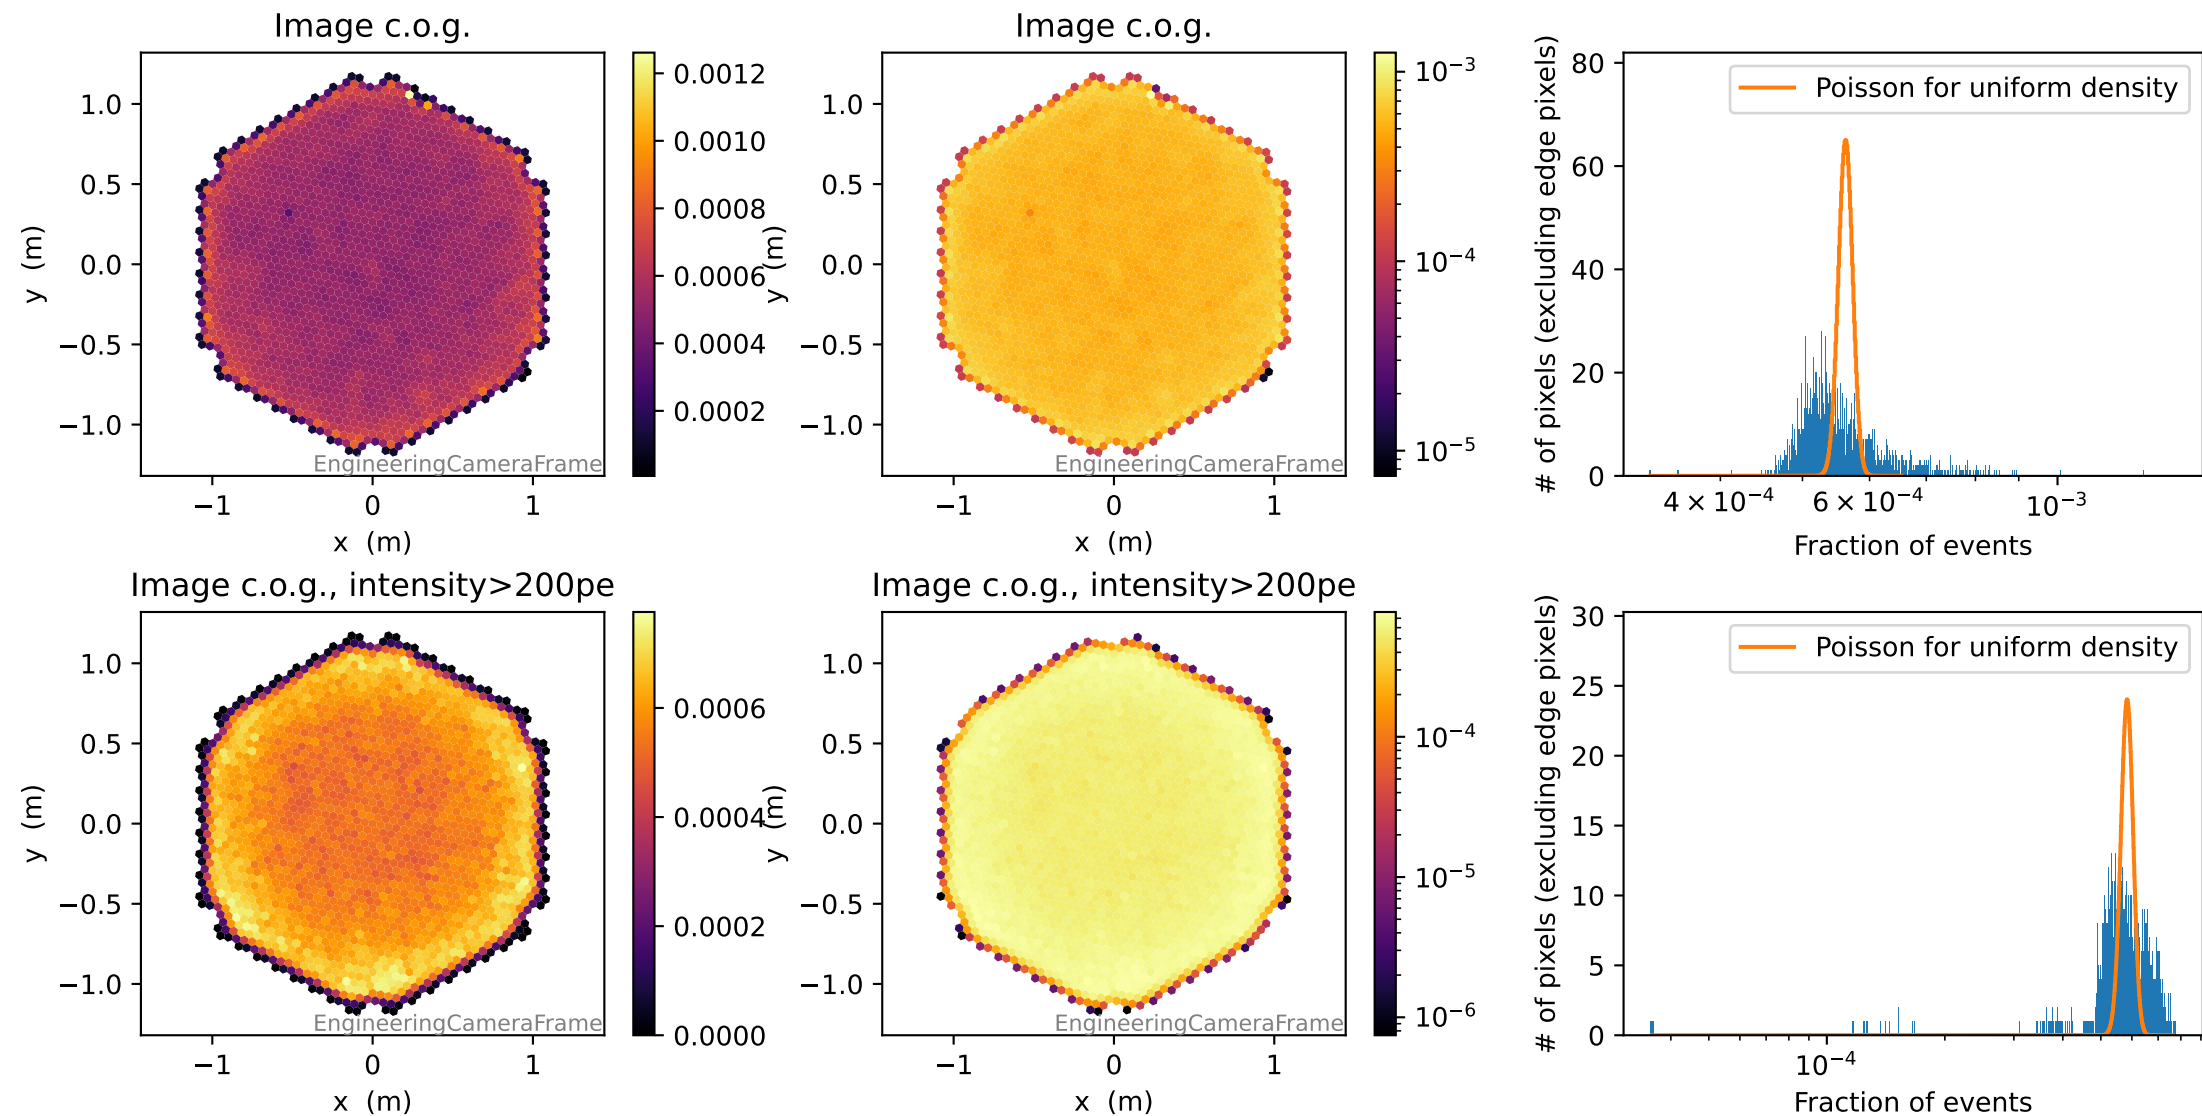 Image c.o.g.
1.0
0.5
0.0
−0.5
−1.0
y (m)
−1 0 1
x (m)
EngineeringCameraFrame
0.0012
0.0010
0.0008
0.0006
0.0004
0.0002
Image c.o.g.
1.0
0.5
0.0
−0.5
−1.0
y (m)
−1 0 1
x (m)
EngineeringCameraFrame
10⁻³
10⁻⁴
10⁻⁵
80
60
40
20
0
# of pixels (excluding edge pixels)
Poisson for uniform density
4 × 10⁻⁴ 6 × 10⁻⁴ 10⁻³
Fraction of events
Image c.o.g., intensity>200pe
1.0
0.5
0.0
−0.5
−1.0
y (m)
−1 0 1
x (m)
EngineeringCameraFrame
0.0006
0.0004
0.0002
0.0000
Image c.o.g., intensity>200pe
1.0
0.5
0.0
−0.5
−1.0
y (m)
−1 0 1
x (m)
EngineeringCameraFrame
10⁻⁴
10⁻⁵
10⁻⁶
30
25
20
15
10
5
0
# of pixels (excluding edge pixels)
Poisson for uniform density
10⁻⁴
Fraction of events